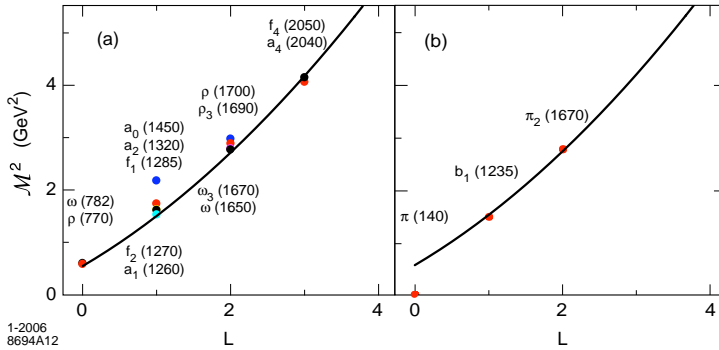 (a)
f4 (2050)
a4 (2040)
ρ (1700)
ρ3 (1690)
a0 (1450)
a2 (1320)
f1 (1285)
ω (782)
ρ (770)
ω3 (1670)
ω (1650)
f2 (1270)
a1 (1260)
ℳ² (GeV²)
4
2
0
0 2 4
L
(b)
π2 (1670)
b1 (1235)
π (140)
0 2 4
L
1-2006
8694A12